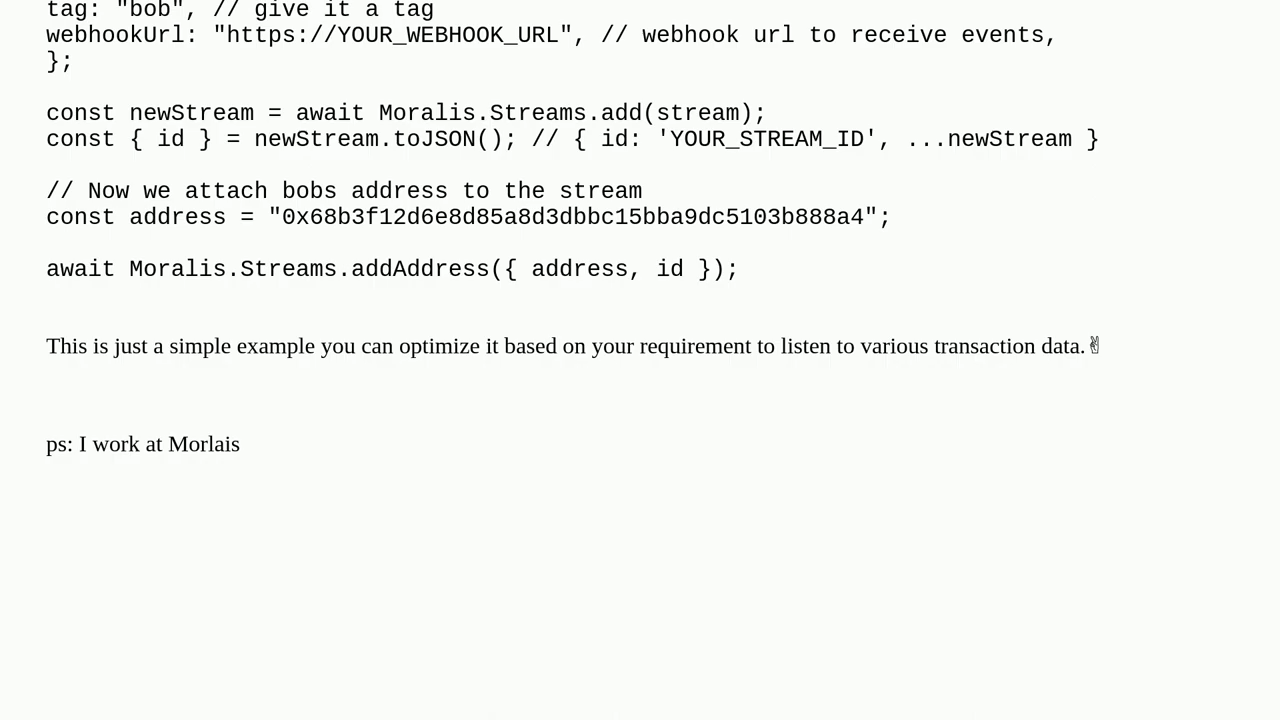 tag: "bob", // give it a tag
webhookUrl: "https://YOUR_WEBHOOK_URL", // webhook url to receive events,
};
const newStream = await Moralis.Streams.add(stream);
const { id } = newStream.toJSON(); // { id: 'YOUR_STREAM_ID', ...newStream }
// Now we attach bobs address to the stream
const address = "0x68b3f12d6e8d85a8d3dbbc15bba9dc5103b888a4";
await Moralis.Streams.addAddress({ address, id });
This is just a simple example you can optimize it based on your requirement to listen to various transaction data.✌
ps: I work at Morlais